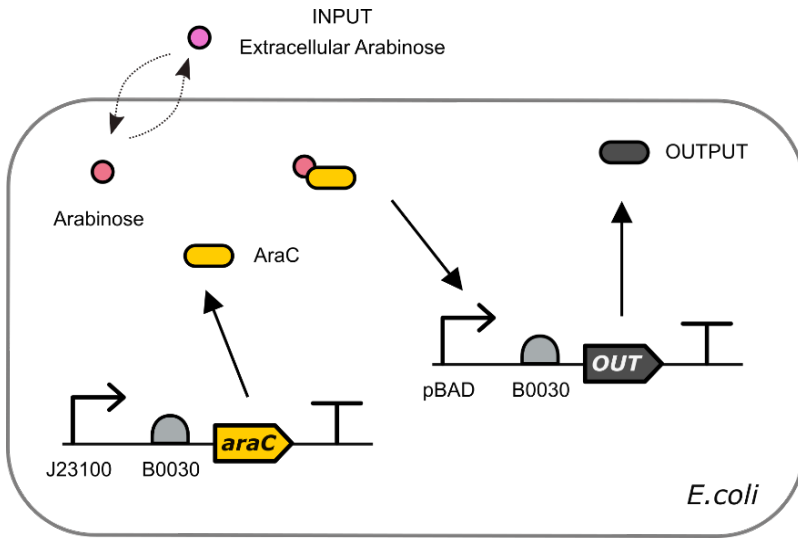 INPUT
Extracellular Arabinose
OUTPUT
Arabinose
AraC
OUT
pBAD
B0030
araC
J23100
B0030
E.coli